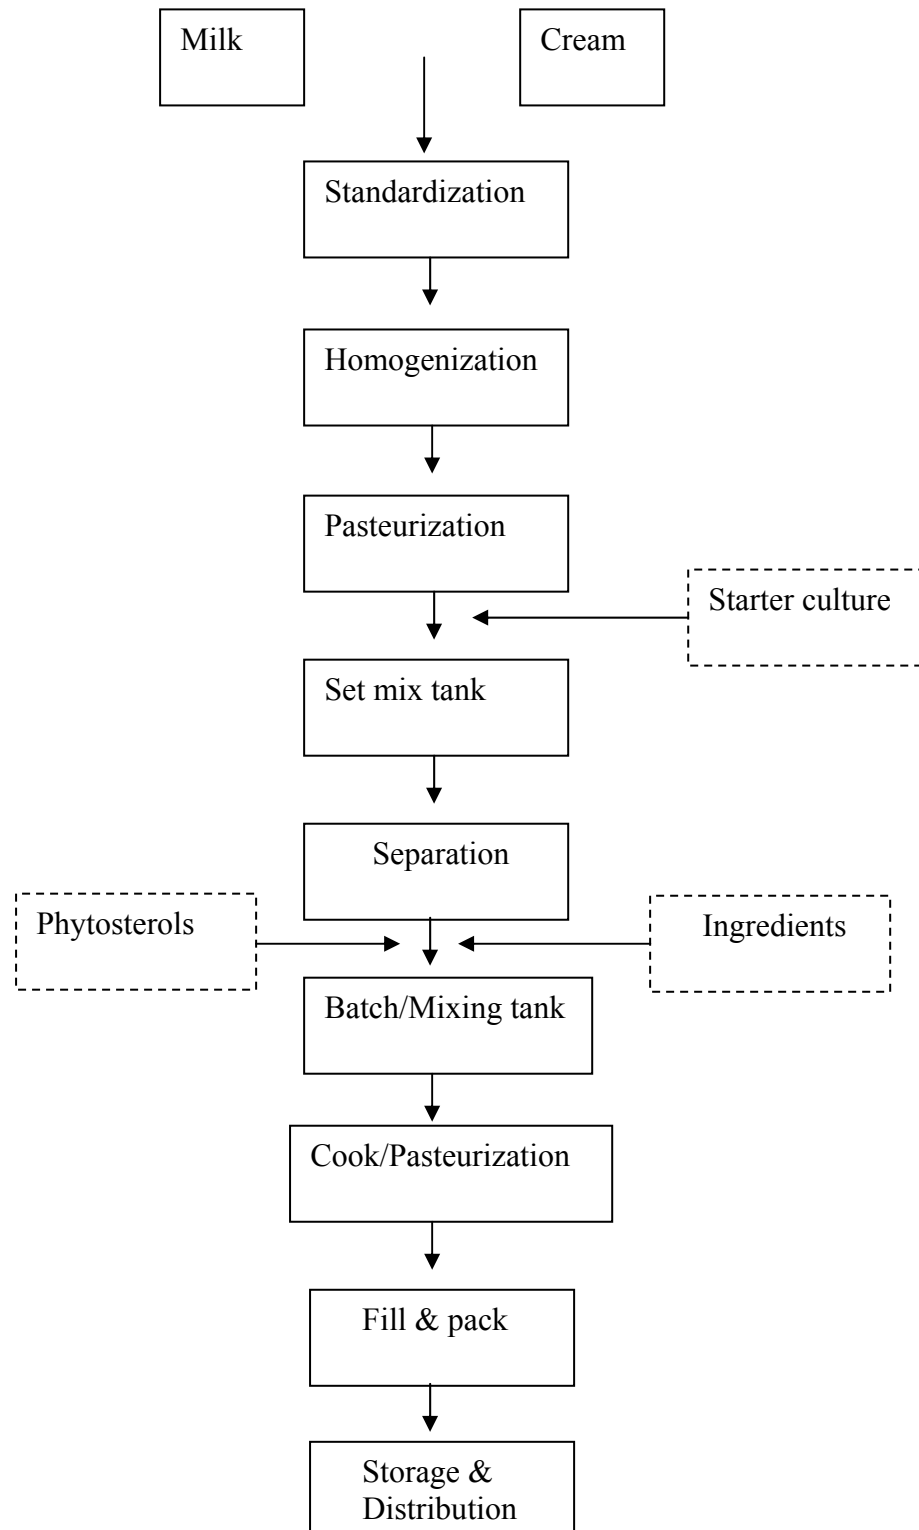 Milk
Cream
Standardization
Homogenization
Pasteurization
Starter culture
Set mix tank
Separation
Phytosterols
Ingredients
Batch/Mixing tank
Cook/Pasteurization
Fill & pack
Storage &
Distribution